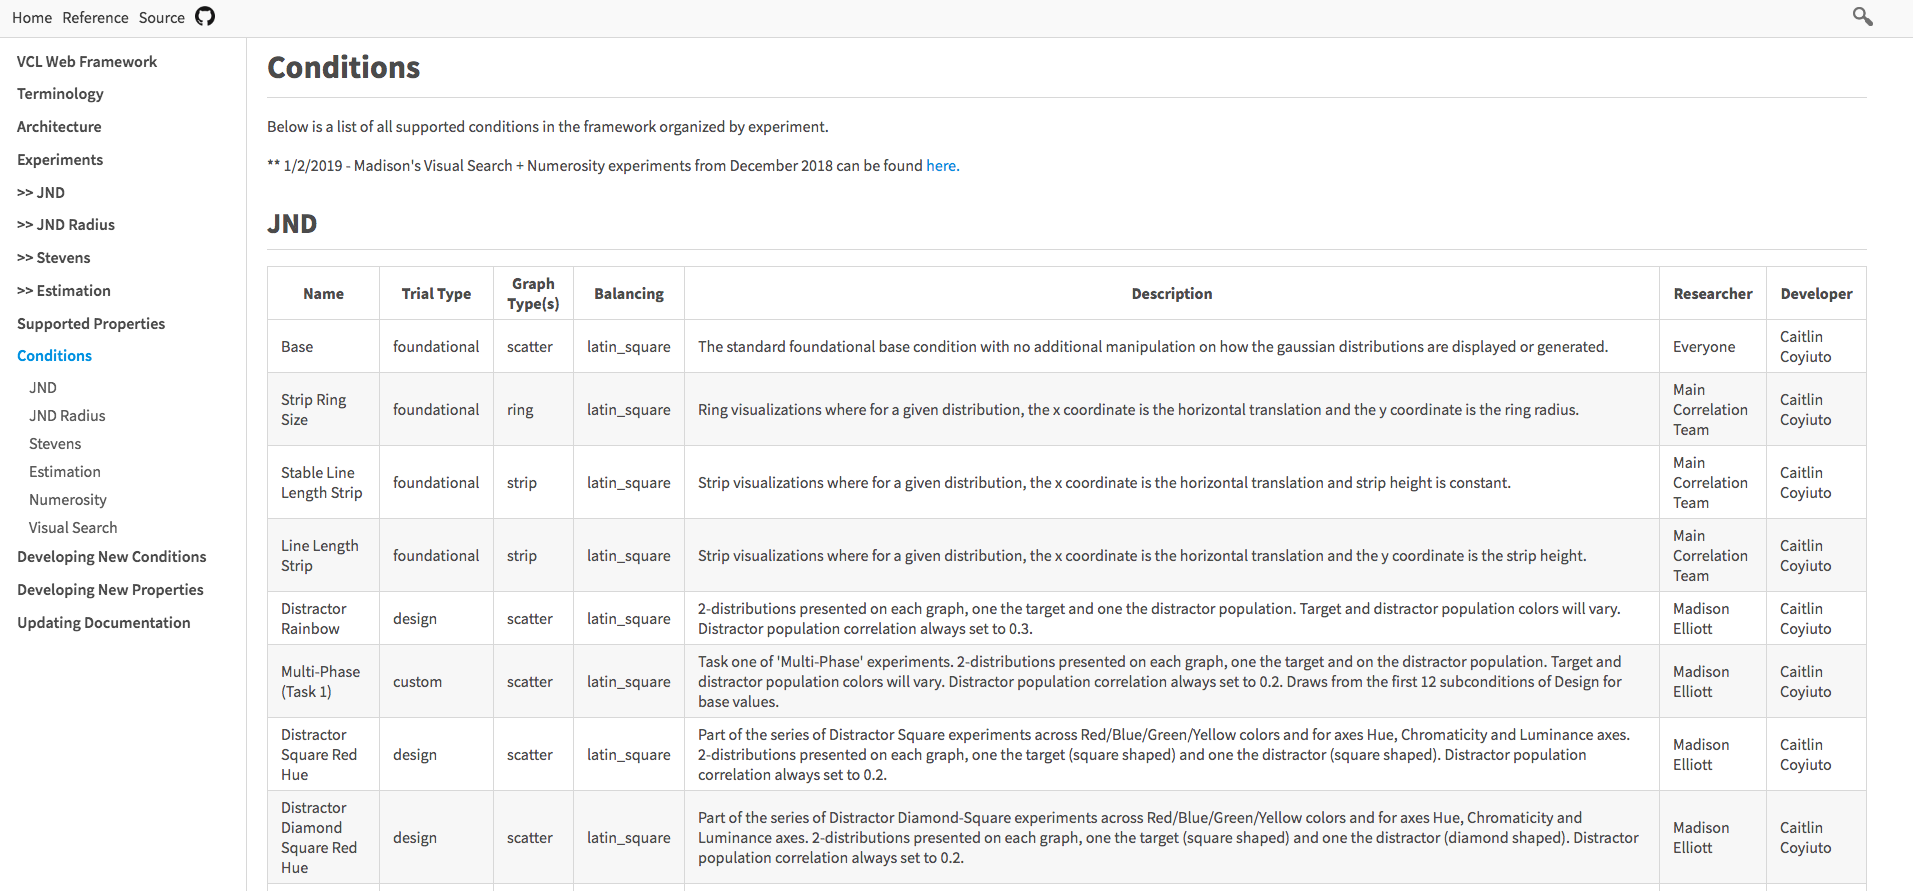 Home Reference Source
VCL Web Framework
Terminology
Architecture
Experiments
>> JND
>> JND Radius
>> Stevens
>> Estimation
Supported Properties
Conditions
JND
JND Radius
Stevens
Estimation
Numerosity
Visual Search
Developing New Conditions
Developing New Properties
Updating Documentation
Conditions
Below is a list of all supported conditions in the framework organized by experiment.
** 1/2/2019 - Madison's Visual Search + Numerosity experiments from December 2018 can be found here.
JND
Name Trial Type Graph Type(s) Balancing Description Researcher Developer
Base foundational scatter latin_square The standard foundational base condition with no additional manipulation on how the gaussian distributions are displayed or generated. Everyone Caitlin Coyiuto
Strip Ring Size foundational ring latin_square Ring visualizations where for a given distribution, the x coordinate is the horizontal translation and the y coordinate is the ring radius. Main Correlation Team Caitlin Coyiuto
Stable Line Length Strip foundational strip latin_square Strip visualizations where for a given distribution, the x coordinate is the horizontal translation and strip height is constant. Main Correlation Team Caitlin Coyiuto
Line Length Strip foundational strip latin_square Strip visualizations where for a given distribution, the x coordinate is the horizontal translation and the y coordinate is the strip height. Main Correlation Team Caitlin Coyiuto
Distractor Rainbow design scatter latin_square 2-distributions presented on each graph, one the target and one the distractor population. Target and distractor population colors will vary. Distractor population correlation always set to 0.3. Madison Elliott Caitlin Coyiuto
Multi-Phase (Task 1) custom scatter latin_square Task one of 'Multi-Phase' experiments. 2-distributions presented on each graph, one the target and on the distractor population. Target and distractor population colors will vary. Distractor population correlation always set to 0.2. Draws from the first 12 subconditions of Design for base values. Madison Elliott Caitlin Coyiuto
Distractor Square Red Hue design scatter latin_square Part of the series of Distractor Square experiments across Red/Blue/Green/Yellow colors and for axes Hue, Chromaticity and Luminance axes. 2-distributions presented on each graph, one the target (square shaped) and one the distractor (square shaped). Distractor population correlation always set to 0.2. Madison Elliott Caitlin Coyiuto
Distractor Diamond Square Red Hue design scatter latin_square Part of the series of Distractor Diamond-Square experiments across Red/Blue/Green/Yellow colors and for axes Hue, Chromaticity and Luminance axes. 2-distributions presented on each graph, one the target (square shaped) and one the distractor (diamond shaped). Distractor population correlation always set to 0.2. Madison Elliott Caitlin Coyiuto